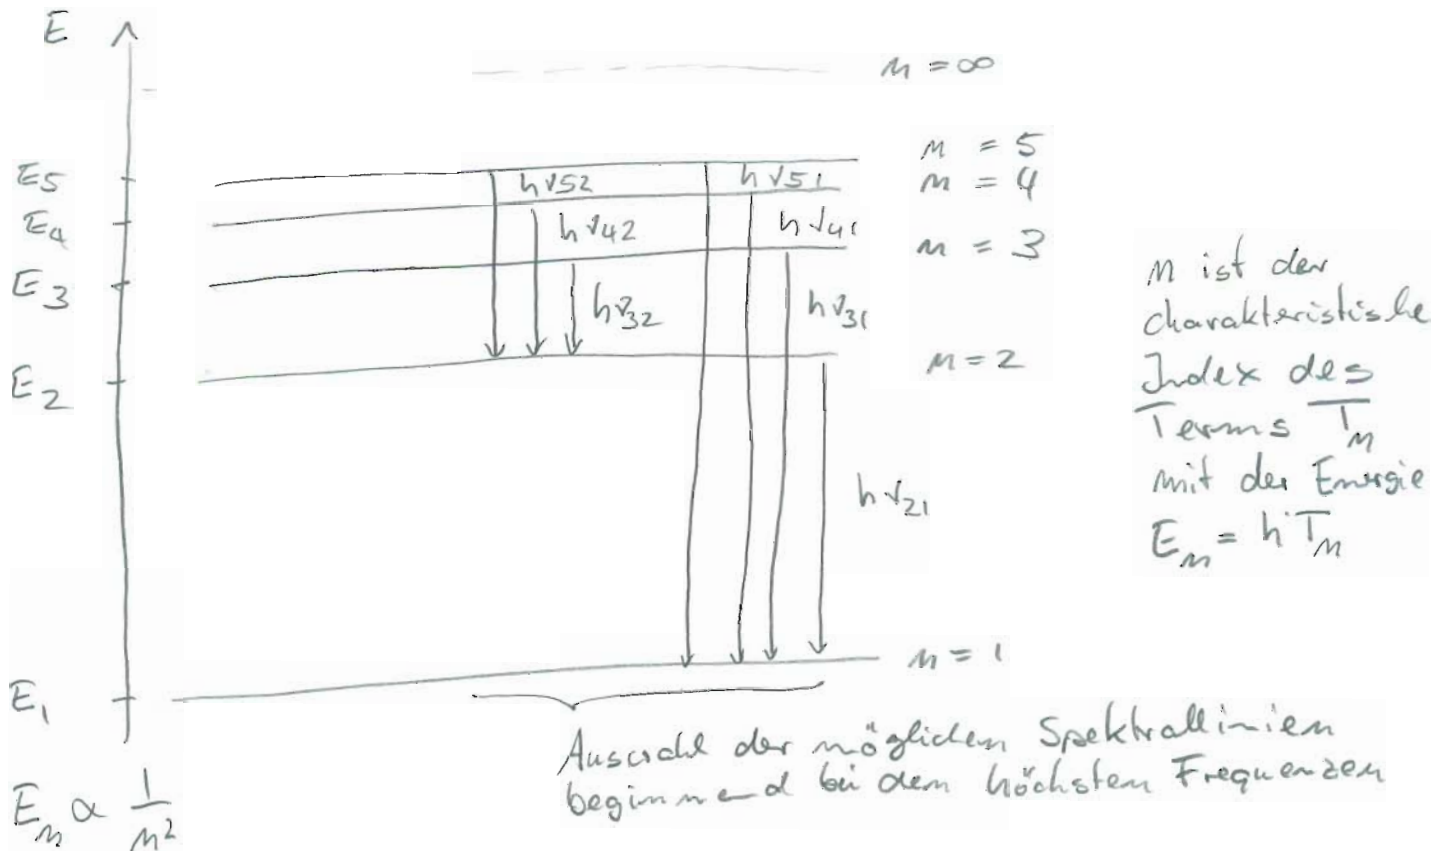 E
n = ∞
E5
n = 5
hν52
hν51
n = 4
E4
hν42
hν41
n = 3
E3
hν32
hν31
E2
n = 2
hν21
n ist der
charakteristische
Index des
Terms Tn
mit der Energie
En = h·Tn
E1
n = 1
Auswahl der möglichen Spektrallinien
beginnend bei den höchsten Frequenzen
En ∝ 1/n²